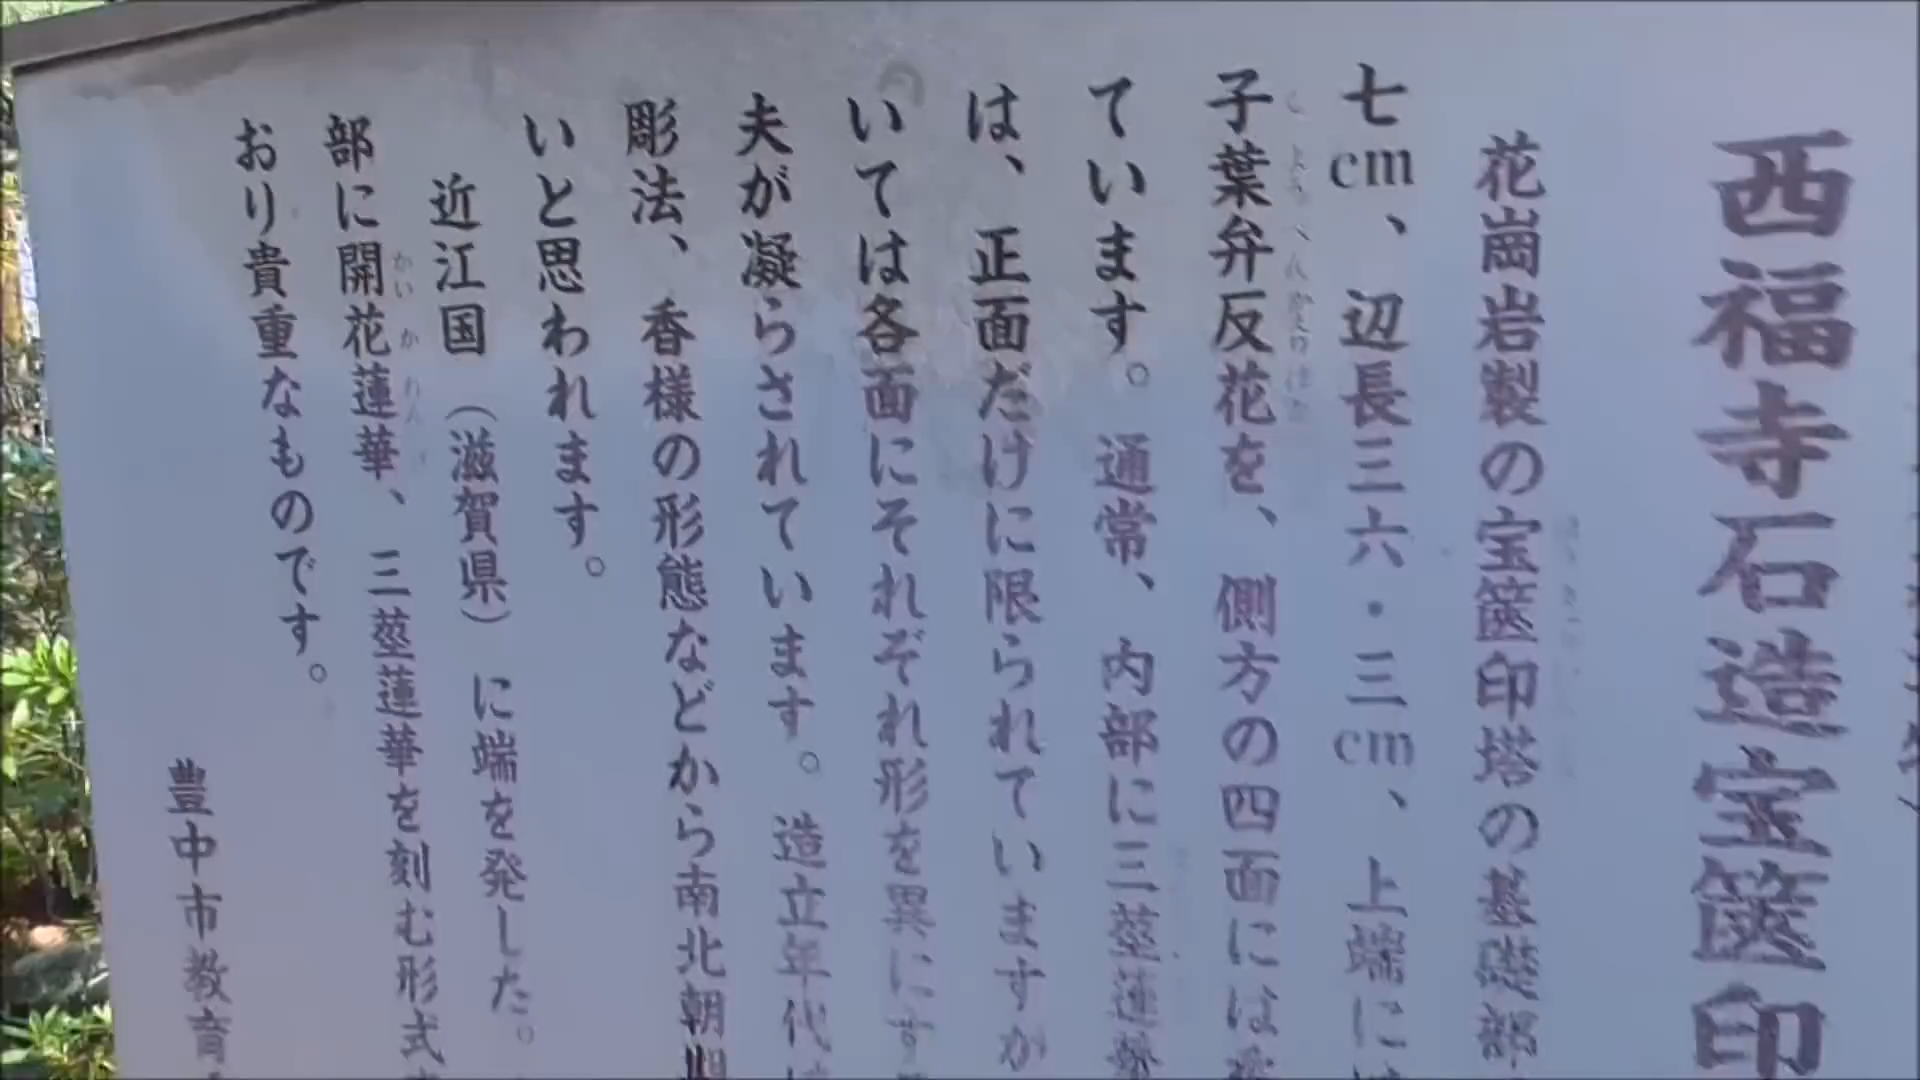 西福寺石造宝篋印
花崗岩製の宝篋印塔の基礎部
七cm、辺長三六・三cm、上端に
子葉弁反花を、側方の四面には
ています。通常、内部に三茎蓮華
は、正面だけに限られていますが
いては各面にそれぞれ形を異にす
夫が凝らされています。造立年代
彫法、香様の形態などから南北朝期
いと思われます。
近江国(滋賀県)に端を発した。
部に開花蓮華、三茎蓮華を刻む形式
おり貴重なものです。
豊中市教育